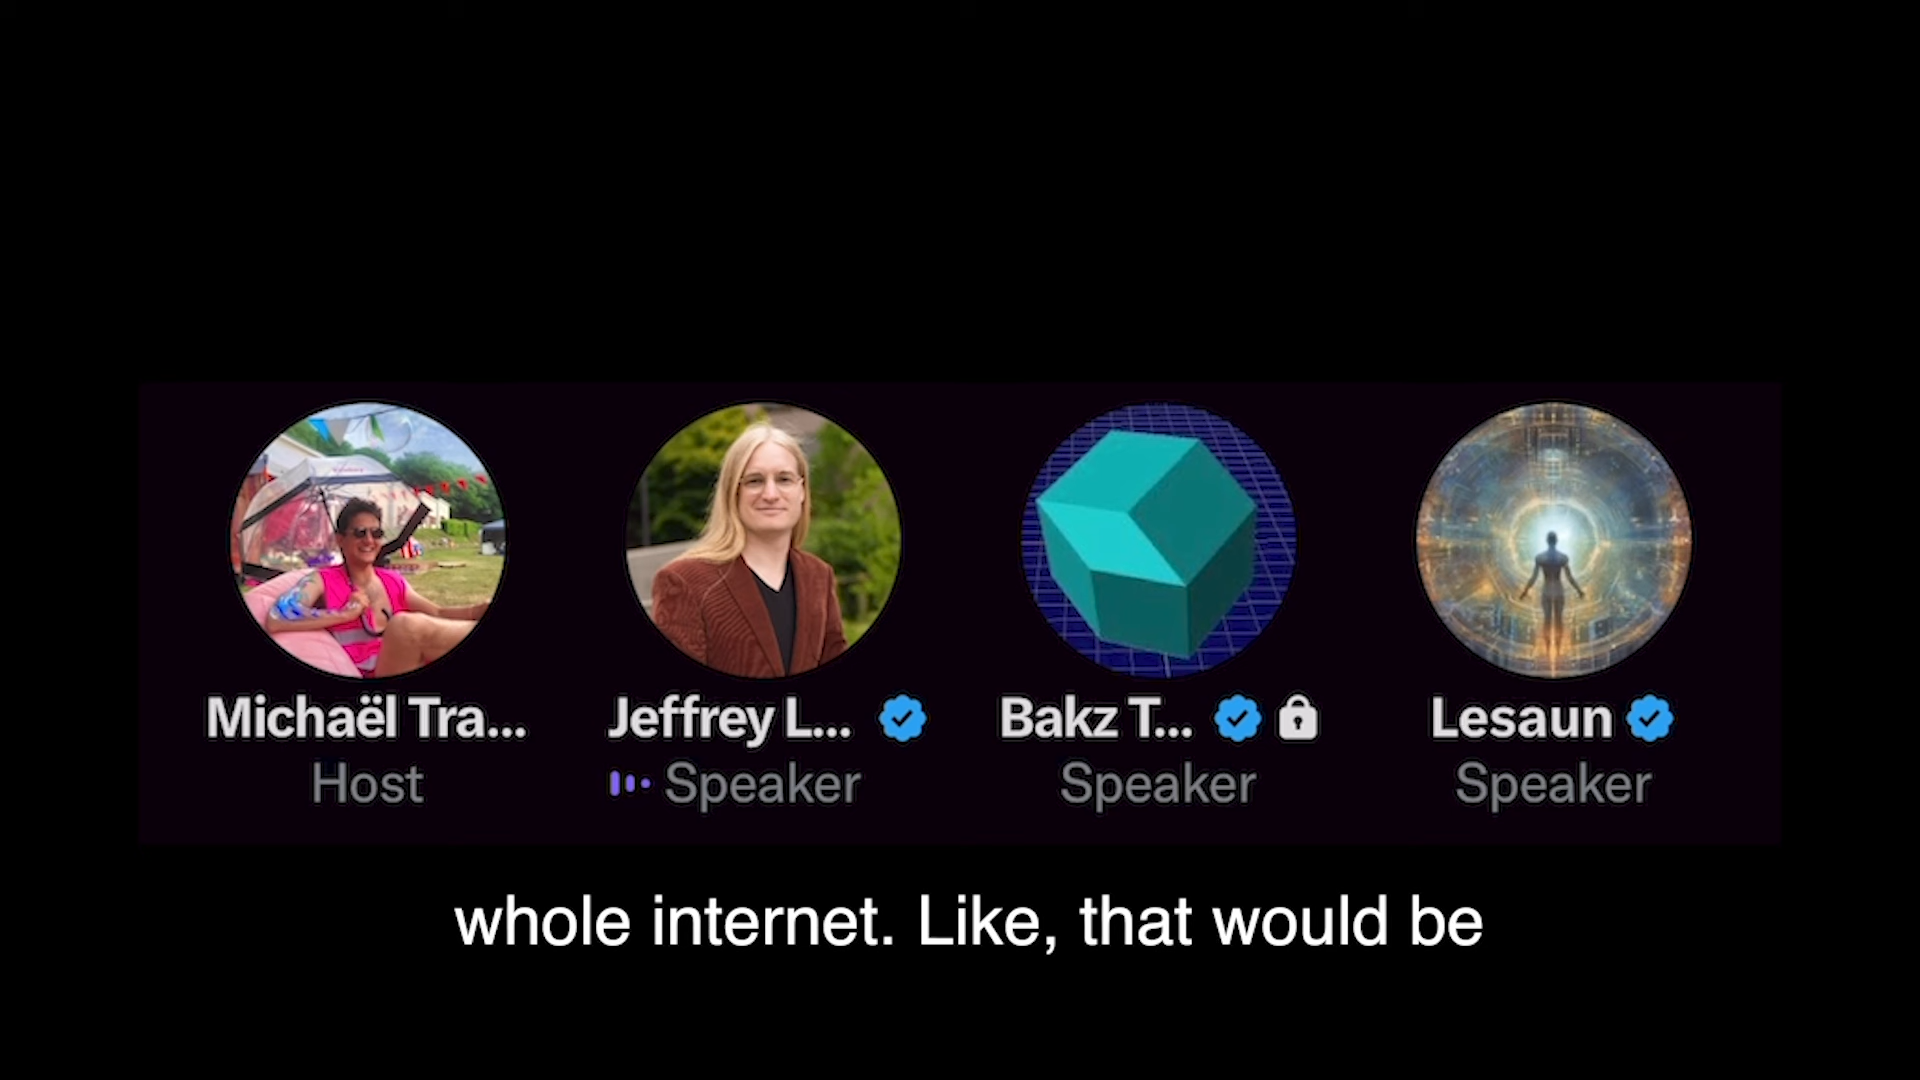 Michaël Tra...
Jeffrey L...
Bakz T...
Lesaun
Host
Speaker
Speaker
Speaker
whole internet. Like, that would be